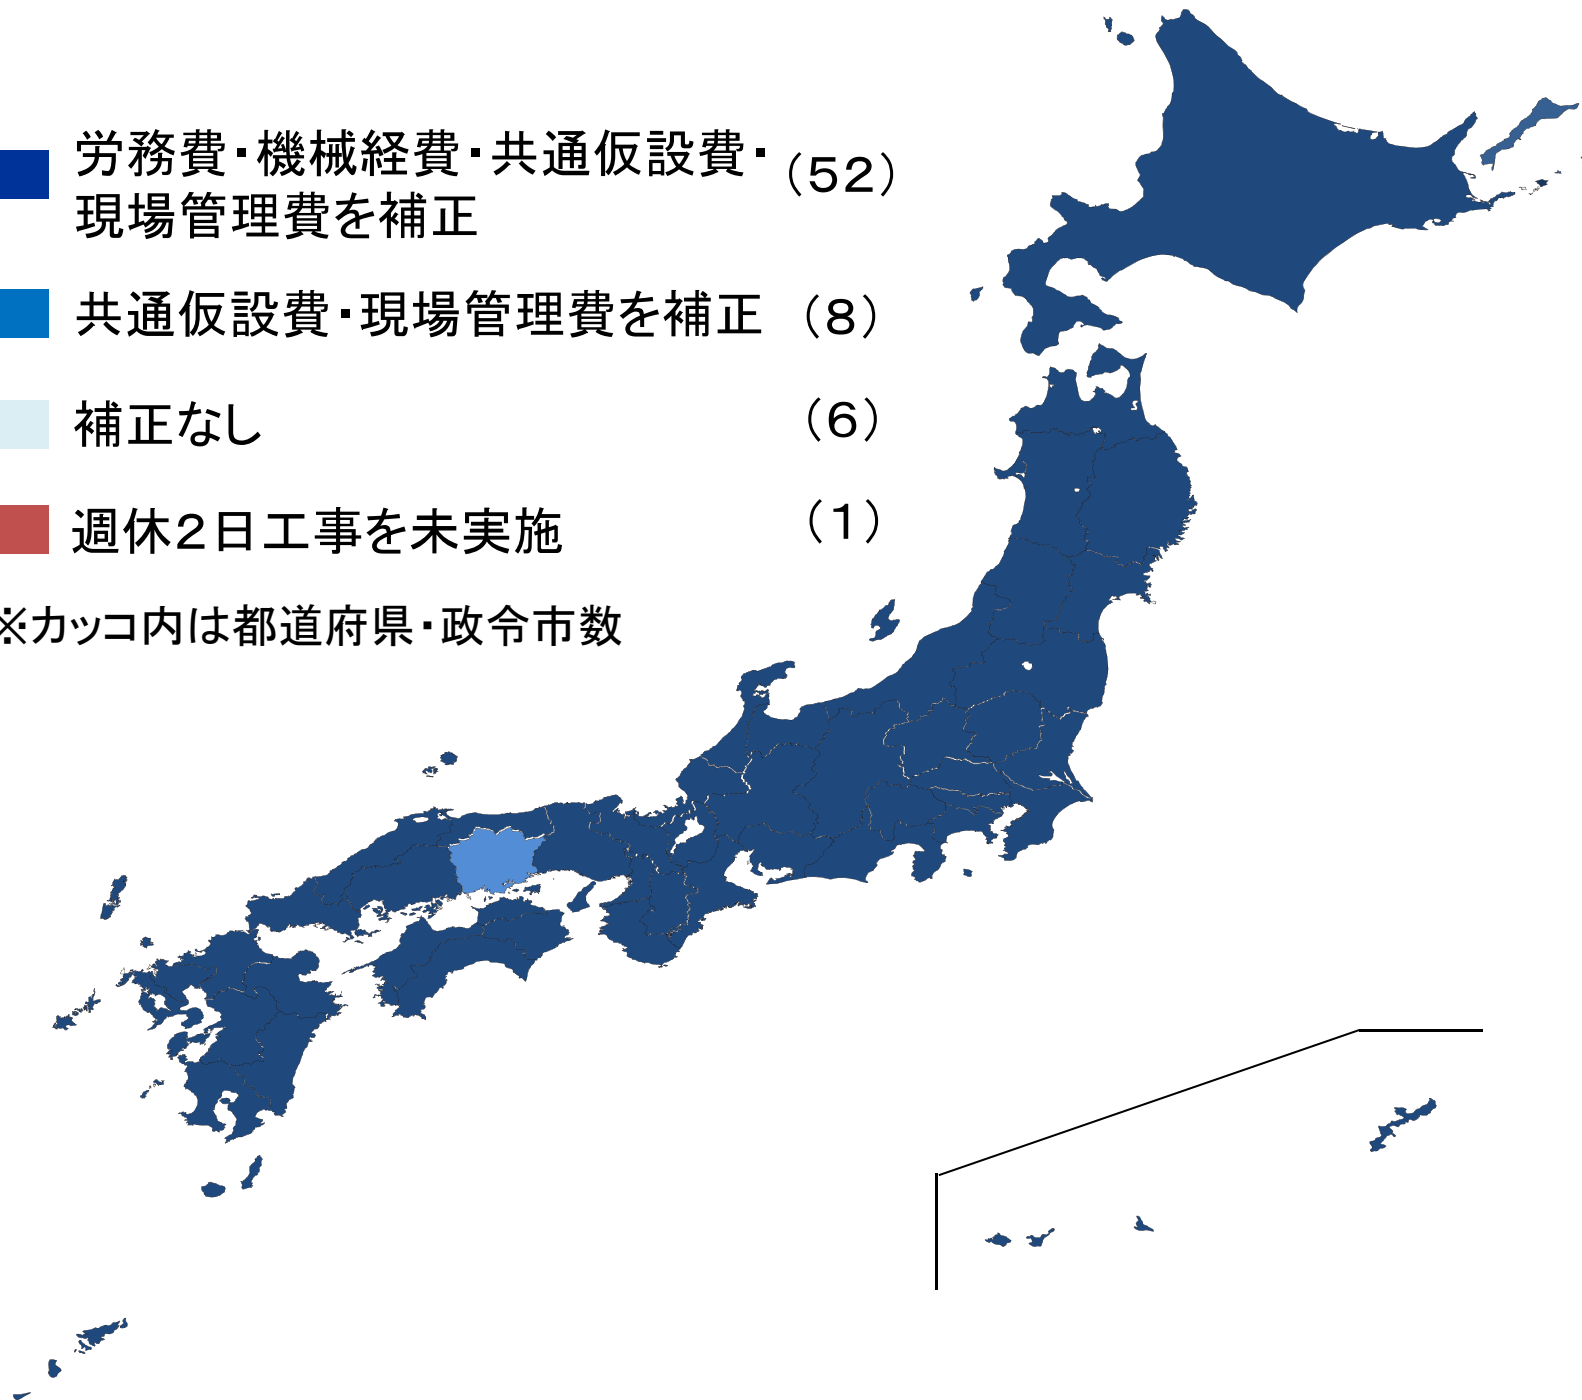 労務費・機械経費・共通仮設費・ （５２）
現場管理費を補正
共通仮設費・現場管理費を補正 （８）
補正なし （６）
週休２日工事を未実施 （１）
※カッコ内は都道府県・政令市数